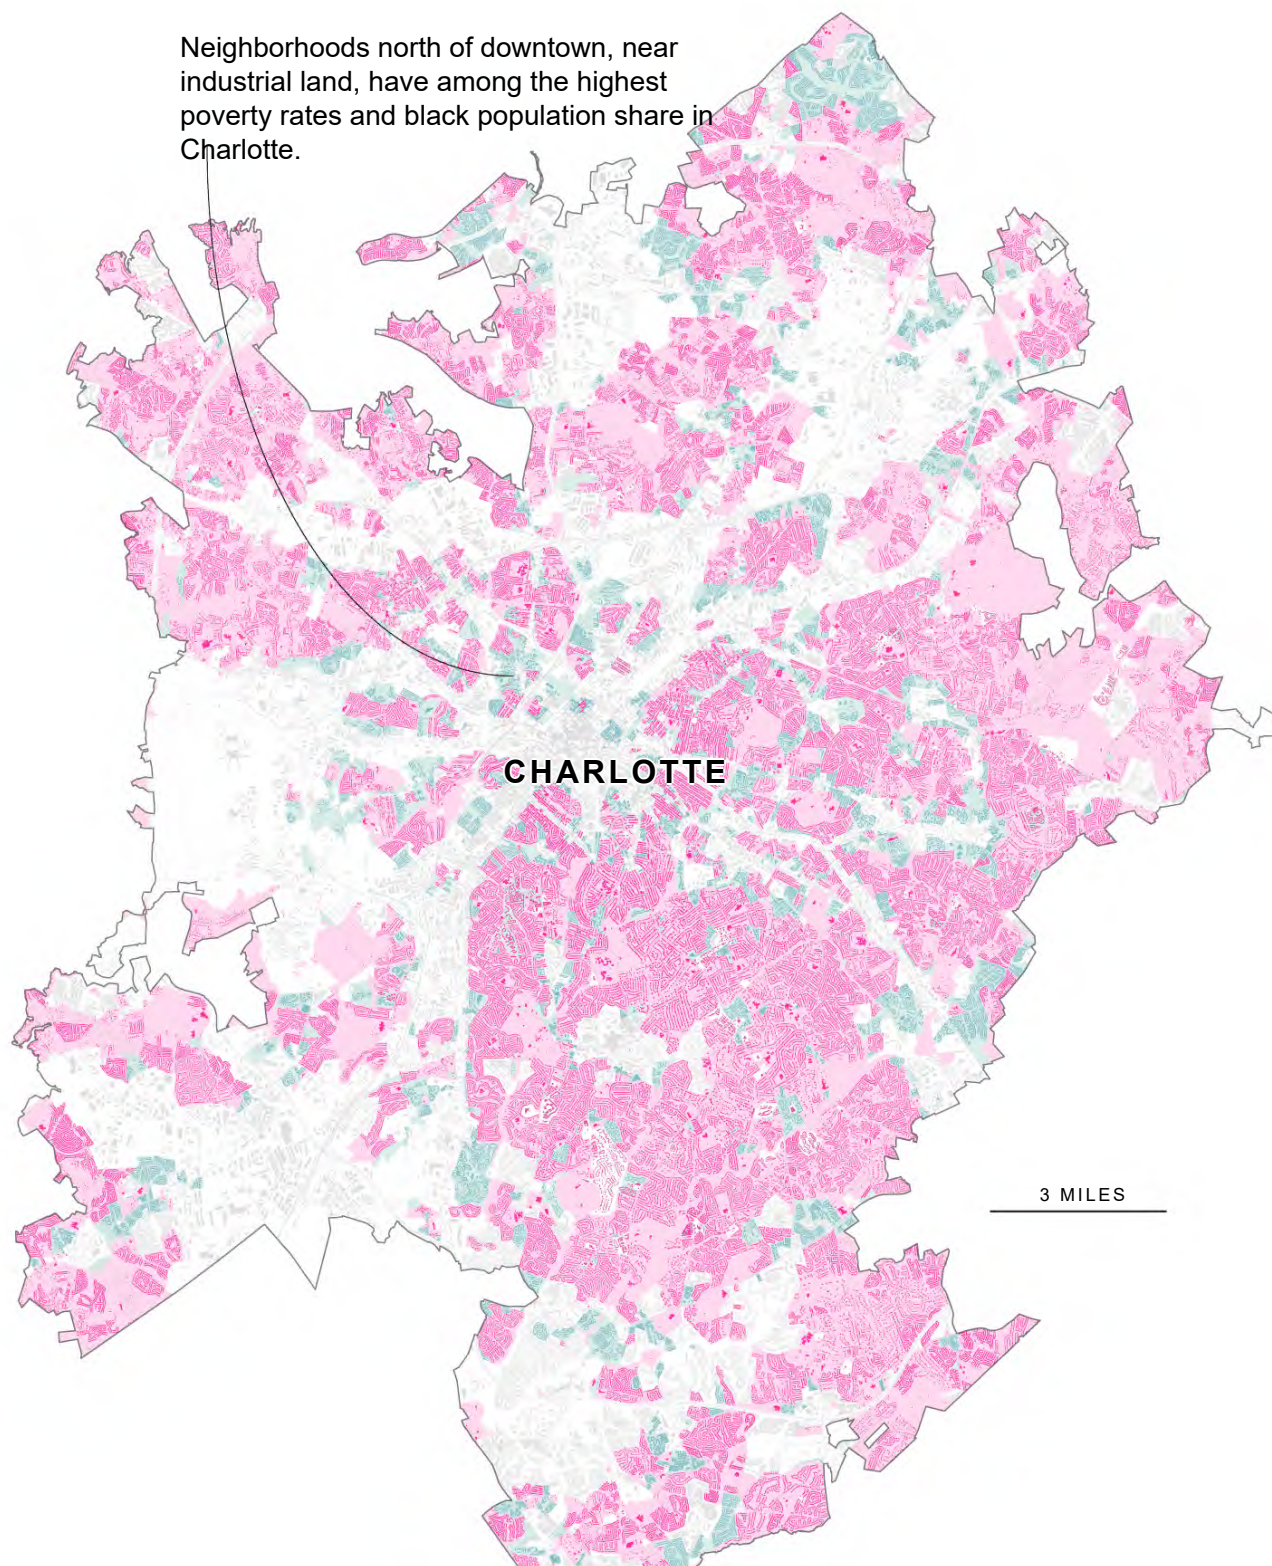 Neighborhoods north of downtown, near
industrial land, have among the highest
poverty rates and black population share in
Charlotte.
CHARLOTTE
3 MILES